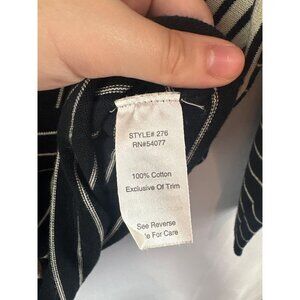 STYLE# 276
RN#54077
100% Cotton
Exclusive Of Trim
See Reverse
For Care